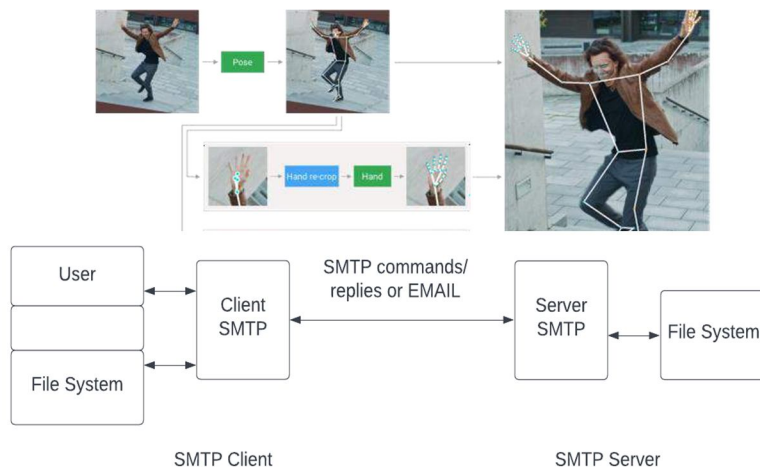 Pose
Hand re-crop
Hand
User
File System
Client
SMTP
SMTP commands/
replies or EMAIL
Server
SMTP
File System
SMTP Client
SMTP Server